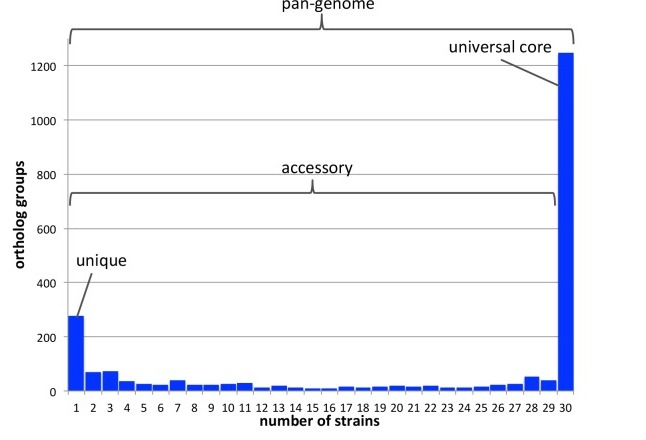 pan-genome
universal core
accessory
unique
ortholog groups
1200
1000
800
600
400
200
0
1 2 3 4 5 6 7 8 9 10 11 12 13 14 15 16 17 18 19 20 21 22 23 24 25 26 27 28 29 30
number of strains